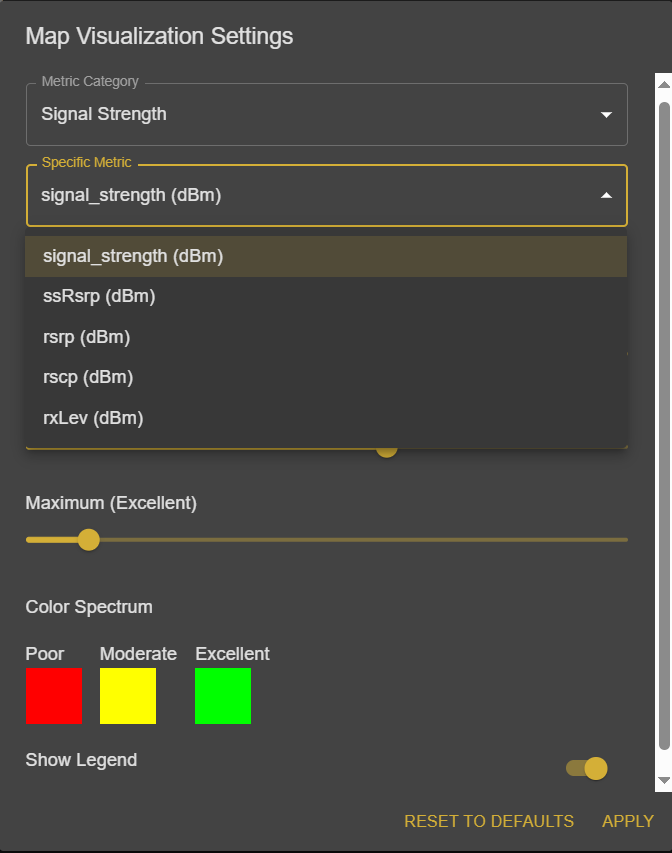 Map Visualization Settings
Metric Category
Signal Strength
Specific Metric
signal_strength (dBm)
signal_strength (dBm)
ssRsrp (dBm)
rsrp (dBm)
rscp (dBm)
rxLev (dBm)
Maximum (Excellent)
Color Spectrum
Poor Moderate Excellent
Show Legend
RESET TO DEFAULTS APPLY